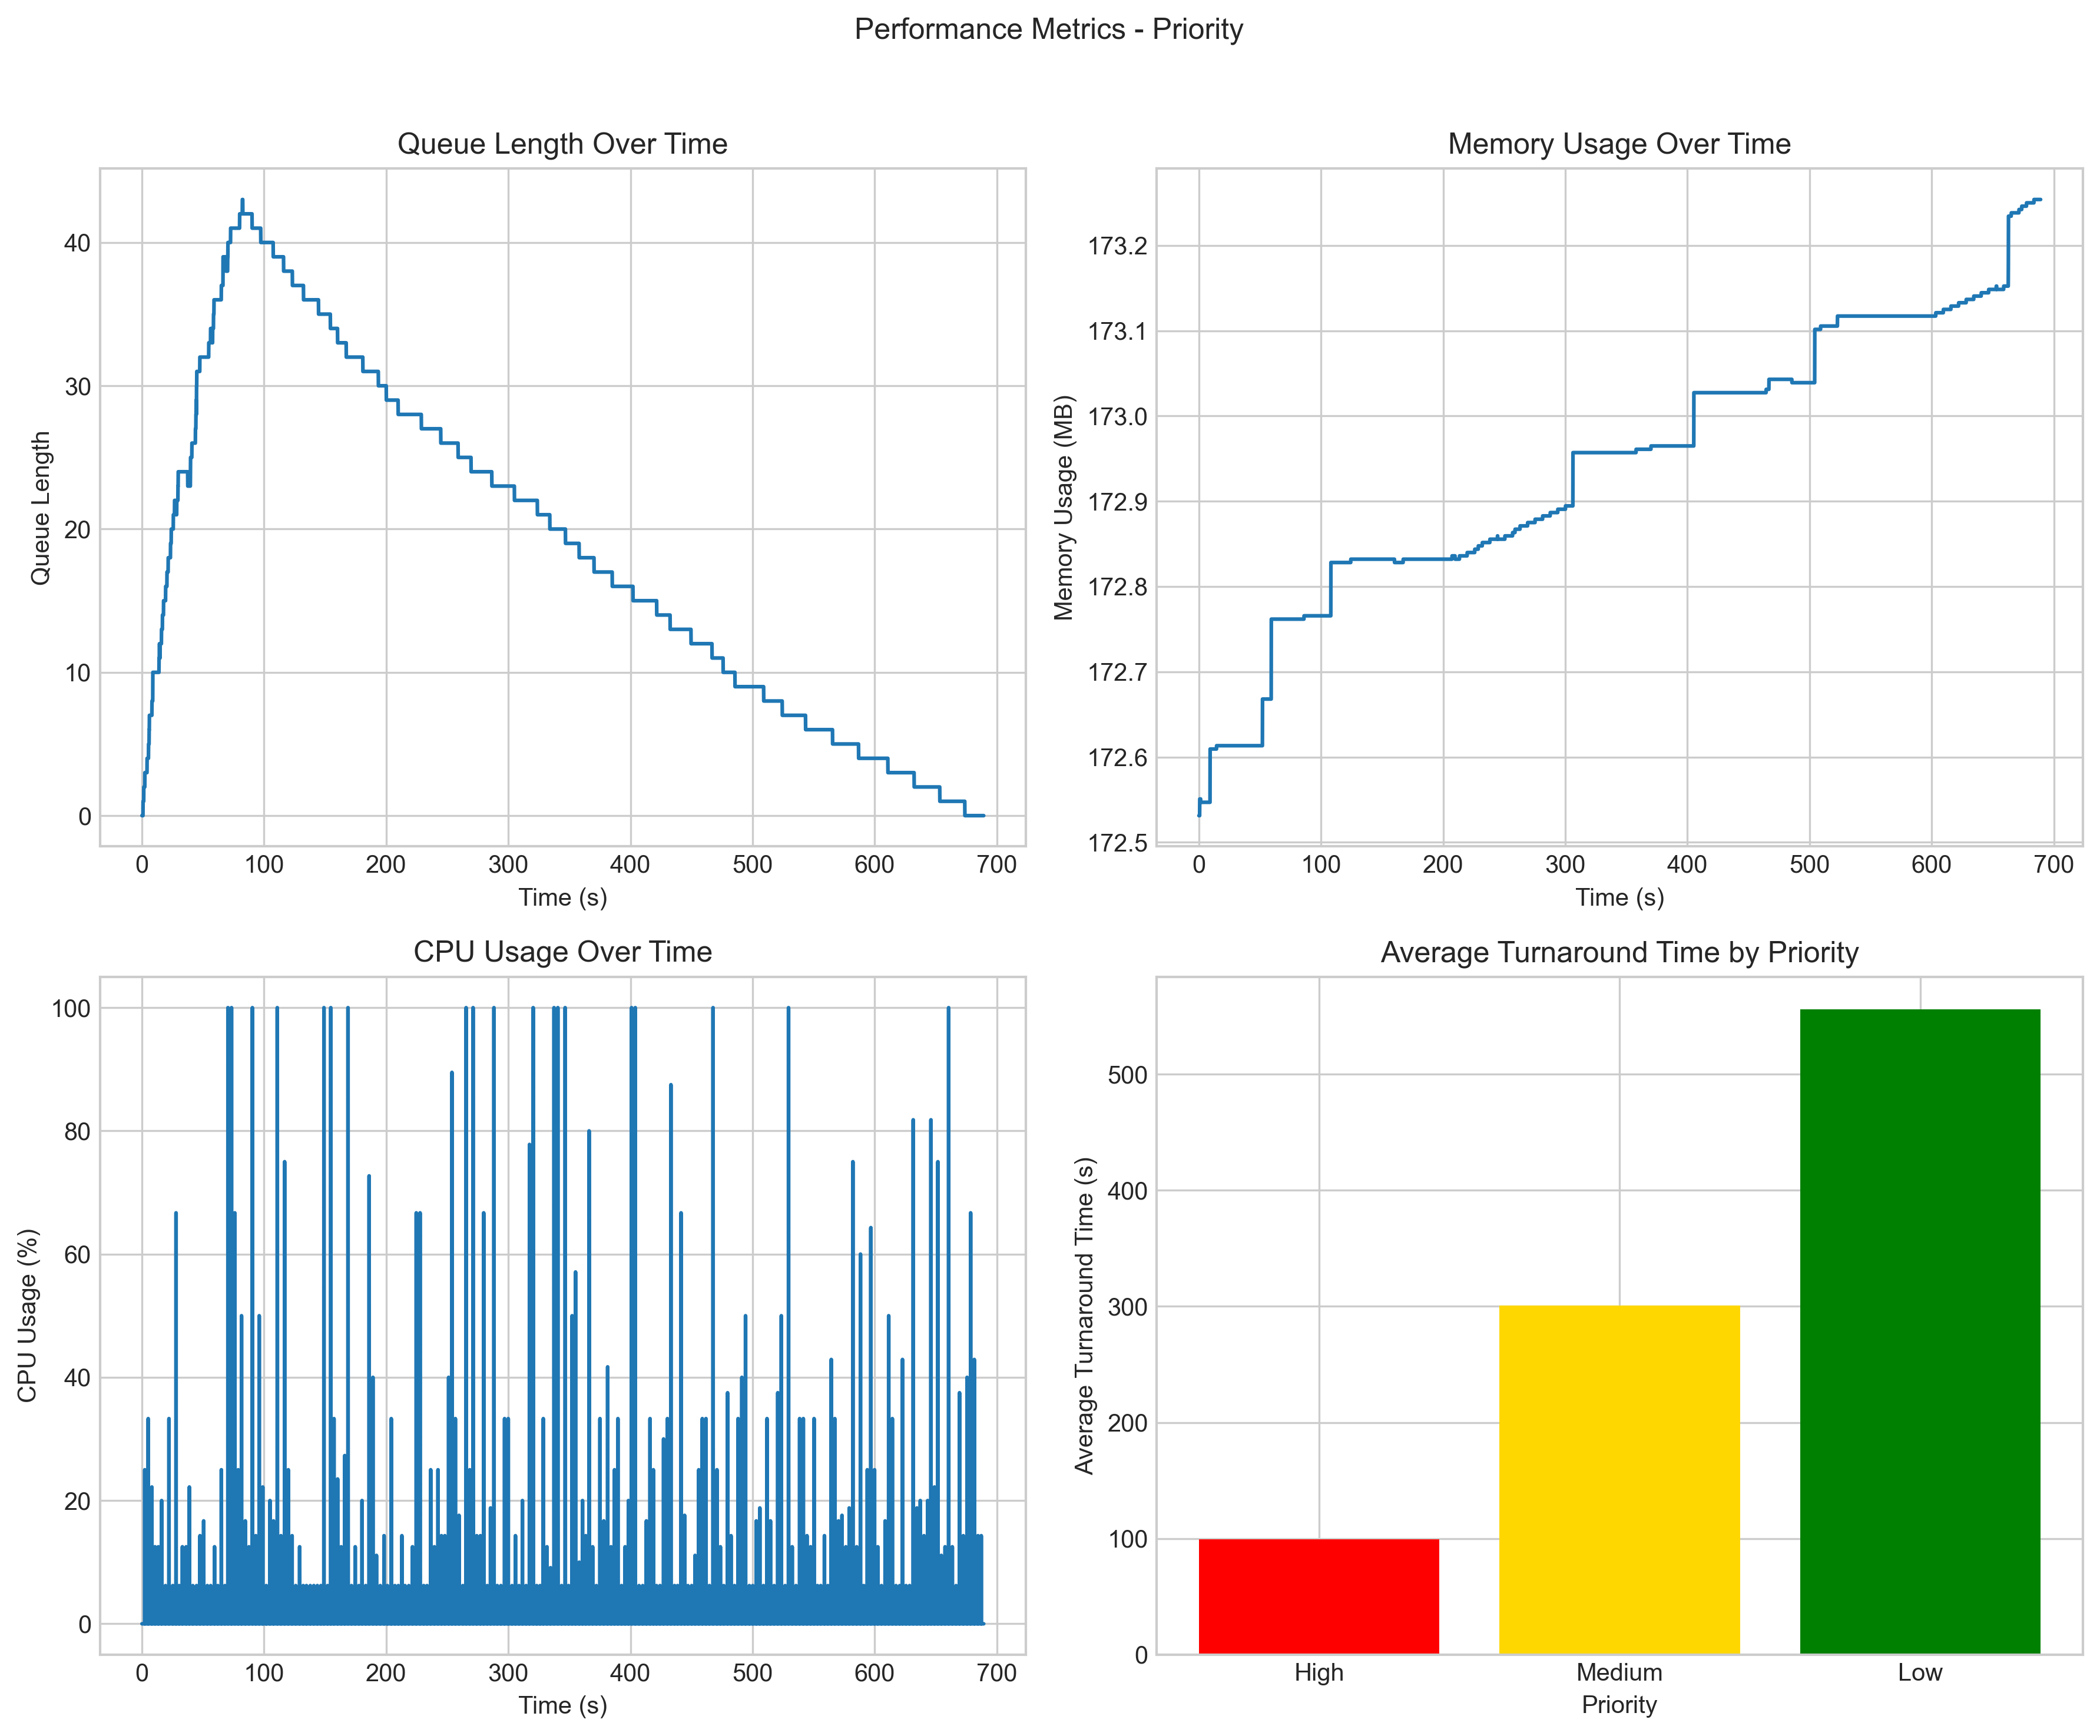 Performance Metrics - Priority
Queue Length Over Time
Queue Length
40
30
20
10
0
0 100 200 300 400 500 600 700
Time (s)
Memory Usage Over Time
Memory Usage (MB)
173.2
173.1
173.0
172.9
172.8
172.7
172.6
172.5
0 100 200 300 400 500 600 700
Time (s)
CPU Usage Over Time
CPU Usage (%)
100
80
60
40
20
0
0 100 200 300 400 500 600 700
Time (s)
Average Turnaround Time by Priority
Average Turnaround Time (s)
500
400
300
200
100
0
High Medium Low
Priority